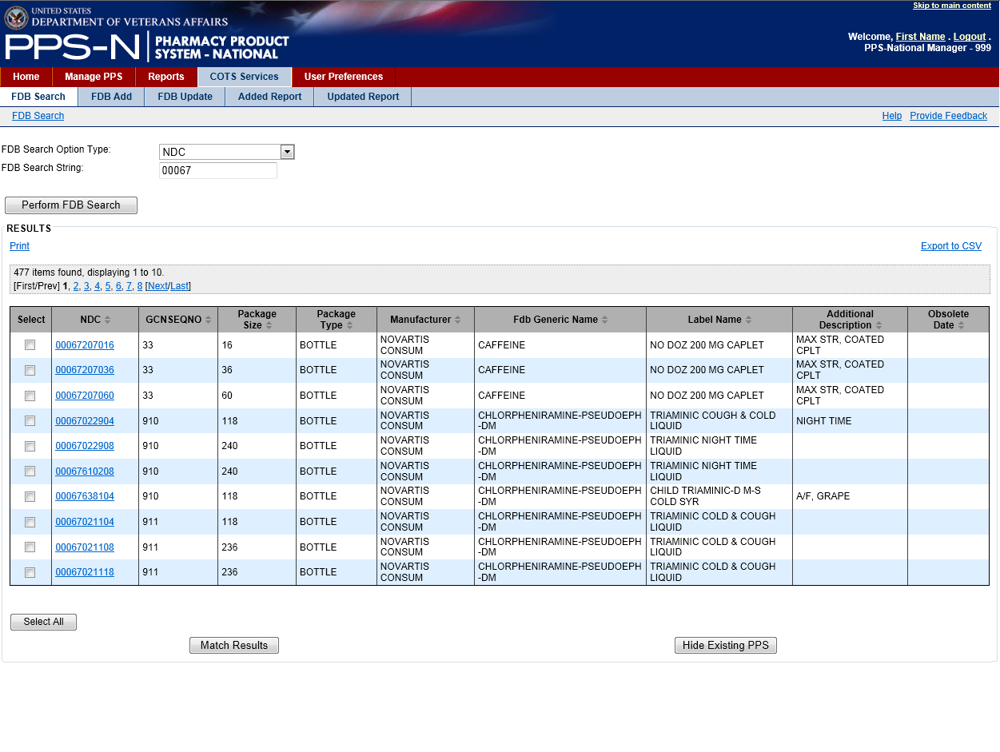 Skip to main content
UNITED STATES
DEPARTMENT OF VETERANS AFFAIRS
PPS-N PHARMACY PRODUCT
SYSTEM - NATIONAL
Welcome, First Name . Logout .
PPS-National Manager - 999
Home Manage PPS Reports COTS Services User Preferences
FDB Search FDB Add FDB Update Added Report Updated Report
FDB Search Help Provide Feedback
FDB Search Option Type: NDC
FDB Search String: 00067
Perform FDB Search
RESULTS
Print Export to CSV
477 items found, displaying 1 to 10.
[First/Prev] 1, 2, 3, 4, 5, 6, 7, 8 [Next/Last]
Select NDC GCNSEQNO Package Size Package Type Manufacturer Fdb Generic Name Label Name Additional Description Obsolete Date
00067207016 33 16 BOTTLE NOVARTIS CONSUM CAFFEINE NO DOZ 200 MG CAPLET MAX STR, COATED CPLT
00067207036 33 36 BOTTLE NOVARTIS CONSUM CAFFEINE NO DOZ 200 MG CAPLET MAX STR, COATED CPLT
00067207060 33 60 BOTTLE NOVARTIS CONSUM CAFFEINE NO DOZ 200 MG CAPLET MAX STR, COATED CPLT
00067022904 910 118 BOTTLE NOVARTIS CONSUM CHLORPHENIRAMINE-PSEUDOEPH-DM TRIAMINIC COUGH & COLD LIQUID NIGHT TIME
00067022908 910 240 BOTTLE NOVARTIS CONSUM CHLORPHENIRAMINE-PSEUDOEPH-DM TRIAMINIC NIGHT TIME LIQUID
00067610208 910 240 BOTTLE NOVARTIS CONSUM CHLORPHENIRAMINE-PSEUDOEPH-DM TRIAMINIC NIGHT TIME LIQUID
00067638104 910 118 BOTTLE NOVARTIS CONSUM CHLORPHENIRAMINE-PSEUDOEPH-DM CHILD TRIAMINIC-D M-S COLD SYR A/F, GRAPE
00067021104 911 118 BOTTLE NOVARTIS CONSUM CHLORPHENIRAMINE-PSEUDOEPH-DM TRIAMINIC COLD & COUGH LIQUID
00067021108 911 236 BOTTLE NOVARTIS CONSUM CHLORPHENIRAMINE-PSEUDOEPH-DM TRIAMINIC COLD & COUGH LIQUID
00067021118 911 236 BOTTLE NOVARTIS CONSUM CHLORPHENIRAMINE-PSEUDOEPH-DM TRIAMINIC COLD & COUGH LIQUID
Select All
Match Results Hide Existing PPS